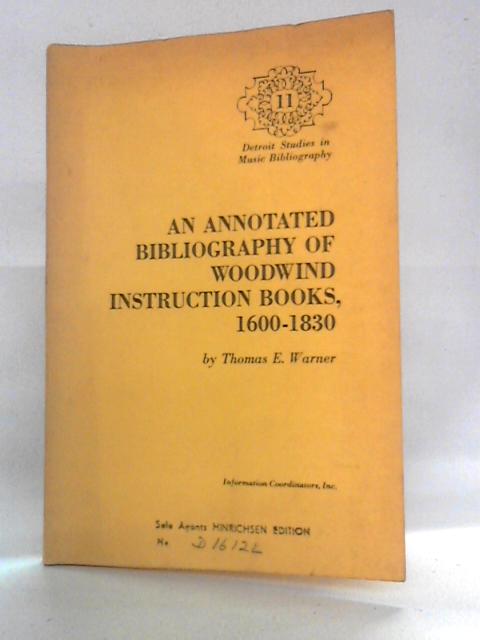 11
Detroit Studies in
Music Bibliography
AN ANNOTATED
BIBLIOGRAPHY OF
WOODWIND
INSTRUCTION BOOKS,
1600-1830
by Thomas E. Warner
Information Coordinators, Inc.
Sole Agents HINRICHSEN EDITION
No. D1612L